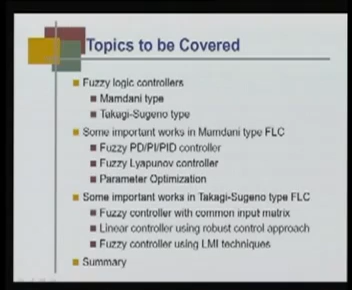 Topics to be Covered
Fuzzy logic controllers
Mamdani type
Takagi-Sugeno type
Some important works in Mamdani type FLC
Fuzzy PD/PI/PID controller
Fuzzy Lyapunov controller
Parameter Optimization
Some important works in Takagi-Sugeno type FLC
Fuzzy controller with common input matrix
Linear controller using robust control approach
Fuzzy controller using LMI techniques
Summary